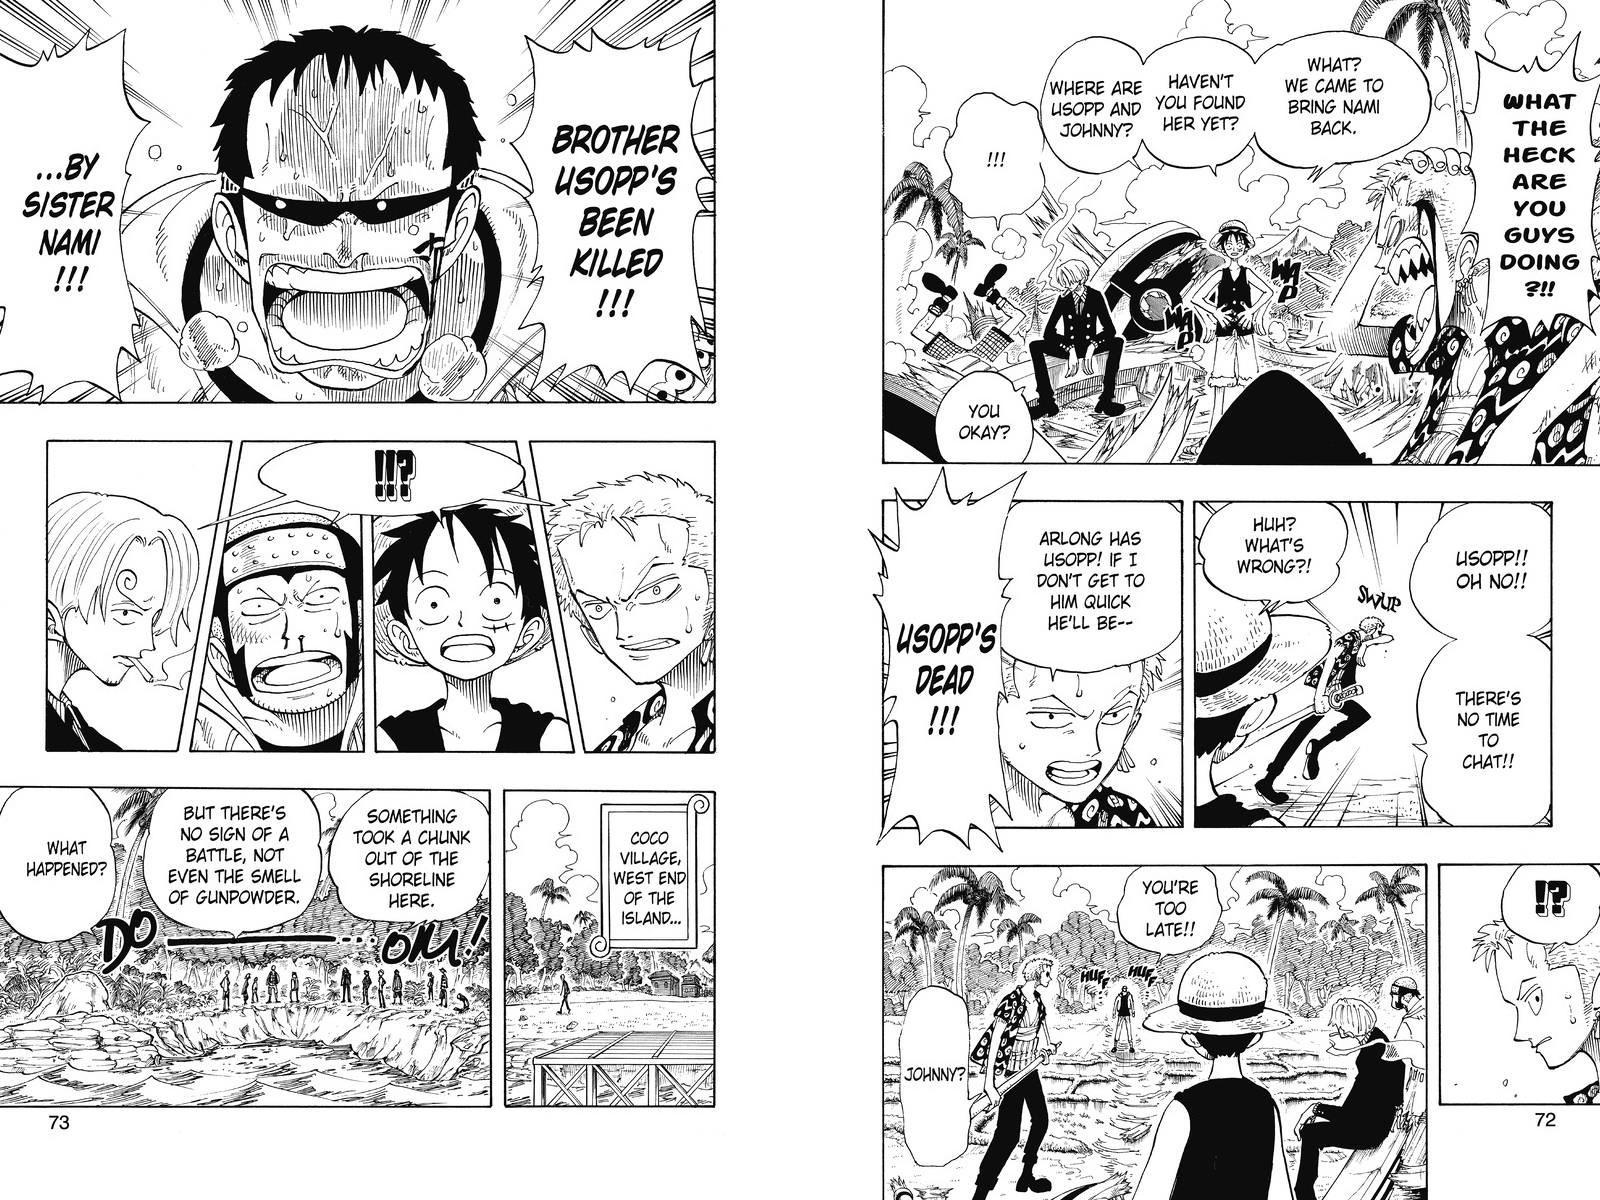 WHAT
THE
HECK
ARE
YOU
GUYS
DOING
?!!
WHAT?
WE CAME TO
BRING NAMI
BACK.
HAVEN'T
YOU FOUND
HER YET?
WHERE ARE
USOPP AND
JOHNNY?
!!!
WAP
WAP
YOU
OKAY?
USOPP!!
OH NO!!
THERE'S
NO TIME
TO
CHAT!!
SWUP
HUH?
WHAT'S
WRONG?!
ARLONG HAS
USOPP! IF I
DON'T GET TO
HIM QUICK
HE'LL BE--
USOPP'S
DEAD
!!!
!?
YOU'RE
TOO
LATE!!
HUF
HUF
JOHNNY?
72
BROTHER
USOPP'S
BEEN
KILLED
!!!
...BY
SISTER
NAMI
!!!
!!?
COCO
VILLAGE,
WEST END
OF THE
ISLAND...
SOMETHING
TOOK A CHUNK
OUT OF THE
SHORELINE
HERE.
BUT THERE'S
NO SIGN OF A
BATTLE, NOT
EVEN THE SMELL
OF GUNPOWDER.
WHAT
HAPPENED?
DO—...OM!
73